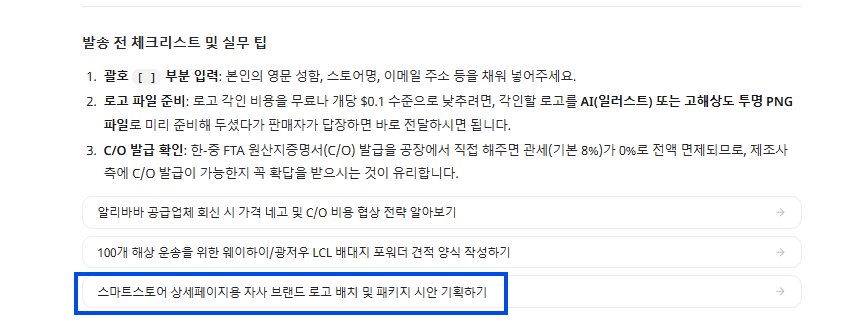 발송 전 체크리스트 및 실무 팁
1. 괄호 [ ] 부분 입력: 본인의 영문 성함, 스토어명, 이메일 주소 등을 채워 넣어주세요.
2. 로고 파일 준비: 로고 각인 비용을 무료나 개당 $0.1 수준으로 낮추려면, 각인할 로고를 AI(일러스트) 또는 고해상도 투명 PNG
파일로 미리 준비해 두셨다가 판매자가 답장하면 바로 전달하시면 됩니다.
3. C/O 발급 확인: 한-중 FTA 원산지증명서(C/O) 발급을 공장에서 직접 해주면 관세(기본 8%)가 0%로 전액 면제되므로, 제조사
측에 C/O 발급이 가능한지 꼭 확답을 받으시는 것이 유리합니다.
알리바바 공급업체 회신 시 가격 네고 및 C/O 비용 협상 전략 알아보기
100개 해상 운송을 위한 웨이하이/광저우 LCL 배대지 포워더 견적 양식 작성하기
스마트스토어 상세페이지용 자사 브랜드 로고 배치 및 패키지 시안 기획하기